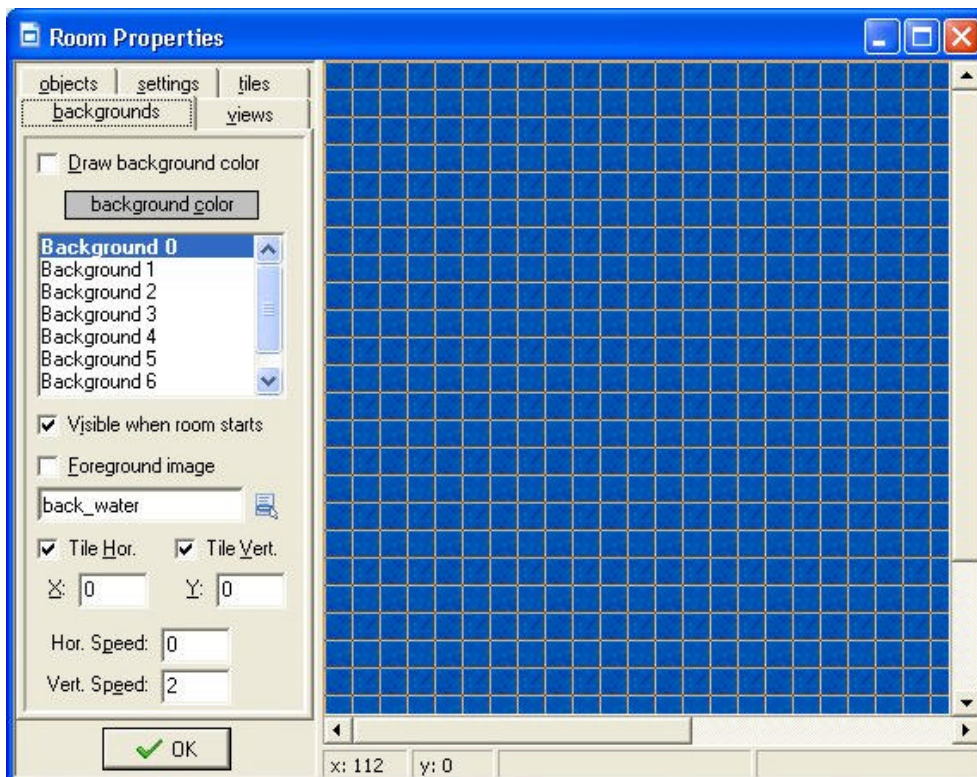 Room Properties
objects settings tiles
backgrounds views
Draw background color
background color
Background 0
Background 1
Background 2
Background 3
Background 4
Background 5
Background 6
Visible when room starts
Foreground image
back_water
Tile Hor. Tile Vert.
X: 0 Y: 0
Hor. Speed: 0
Vert. Speed: 2
OK
x: 112 y: 0